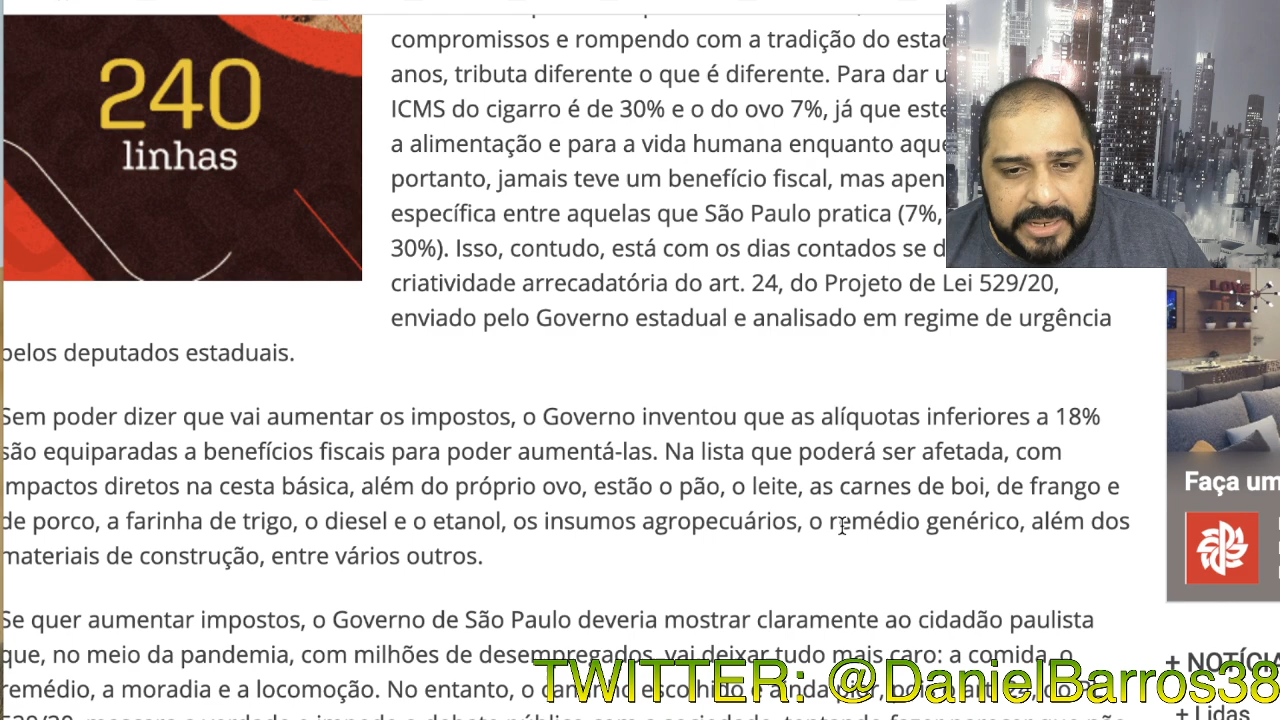 240
linhas
compromissos e rompendo com a tradição do
anos, tributa diferente o que é diferente. Para dar
ICMS do cigarro é de 30% e o do ovo 7%, já que este
a alimentação e para a vida humana enquanto
portanto, jamais teve um benefício fiscal, mas
específica entre aquelas que São Paulo pratica (7%,
30%). Isso, contudo, está com os dias contados se
criatividade arrecadatória do art. 24, do Projeto de Lei 529/20,
enviado pelo Governo estadual e analisado em regime de urgência
pelos deputados estaduais.
Sem poder dizer que vai aumentar os impostos, o Governo inventou que as alíquotas inferiores a 18%
são equiparadas a benefícios fiscais para poder aumentá-las. Na lista que poderá ser afetada, com
impactos diretos na cesta básica, além do próprio ovo, estão o pão, o leite, as carnes de boi, de frango e
de porco, a farinha de trigo, o diesel e o etanol, os insumos agropecuários, o remédio genérico, além dos
materiais de construção, entre vários outros.
Se quer aumentar impostos, o Governo de São Paulo deveria mostrar claramente ao cidadão paulista
que, no meio da pandemia, com milhões de desempregados, vai deixar tudo mais caro: a comida, o
remédio, a moradia e a locomoção. No entanto, o
TWITTER: @DanielBarros38
LOVE
Faça um
+ NOTÍCIA
+ Lidas